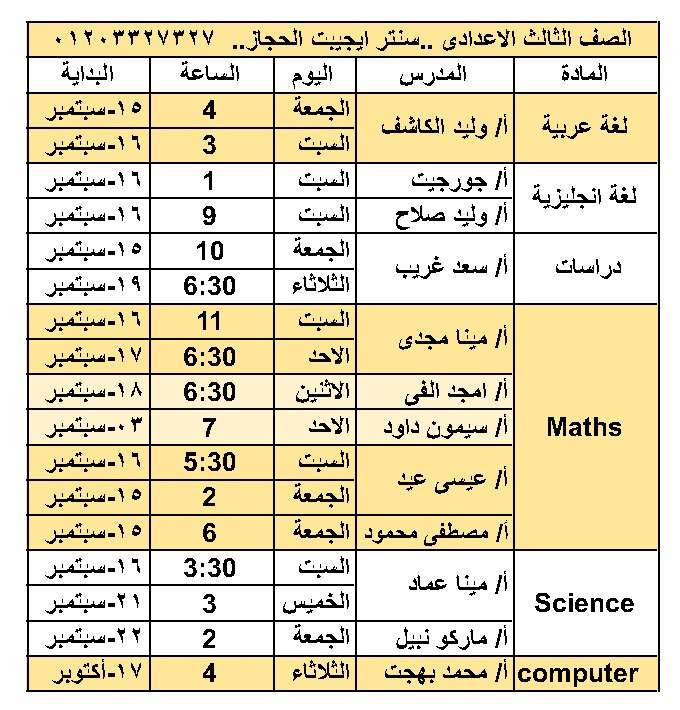 الصف الثالث الاعدادى ..سنتر ايجيبت الحجاز.. ٠١٢٠٣٣٢٧٣٢٧
المادة المدرس اليوم الساعة البداية
لغة عربية أ/ وليد الكاشف الجمعة 4 ١٥-سبتمبر
السبت 3 ١٦-سبتمبر
لغة انجليزية أ/ جورجيت السبت 1 ١٦-سبتمبر
أ/ وليد صلاح السبت 9 ١٦-سبتمبر
دراسات أ/ سعد غريب الجمعة 10 ١٥-سبتمبر
الثلاثاء 6:30 ١٩-سبتمبر
Maths أ/ مينا مجدى السبت 11 ١٦-سبتمبر
الاحد 6:30 ١٧-سبتمبر
أ/ امجد الفى الاثنين 6:30 ١٨-سبتمبر
أ/ سيمون داود الاحد 7 ٠٣-سبتمبر
أ/ عيسى عيد السبت 5:30 ١٦-سبتمبر
الجمعة 2 ١٥-سبتمبر
أ/ مصطفى محمود الجمعة 6 ١٥-سبتمبر
Science أ/ مينا عماد السبت 3:30 ١٦-سبتمبر
الخميس 3 ٢١-سبتمبر
أ/ ماركو نبيل الجمعة 2 ٢٢-سبتمبر
computer أ/ محمد بهجت الثلاثاء 4 ١٧-أكتوبر